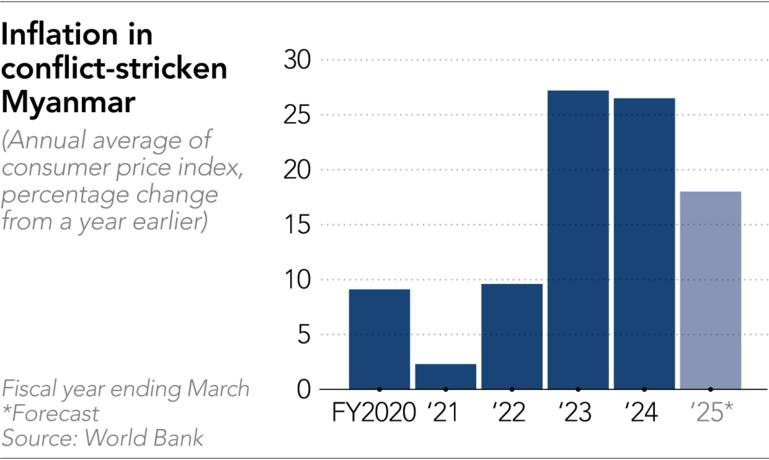 Inflation in
conflict-stricken
Myanmar
(Annual average of
consumer price index,
percentage change
from a year earlier)
30
25
20
15
10
5
0
FY2020 ‘21 ‘22 ‘23 ‘24 ‘25*
Fiscal year ending March
*Forecast
Source: World Bank